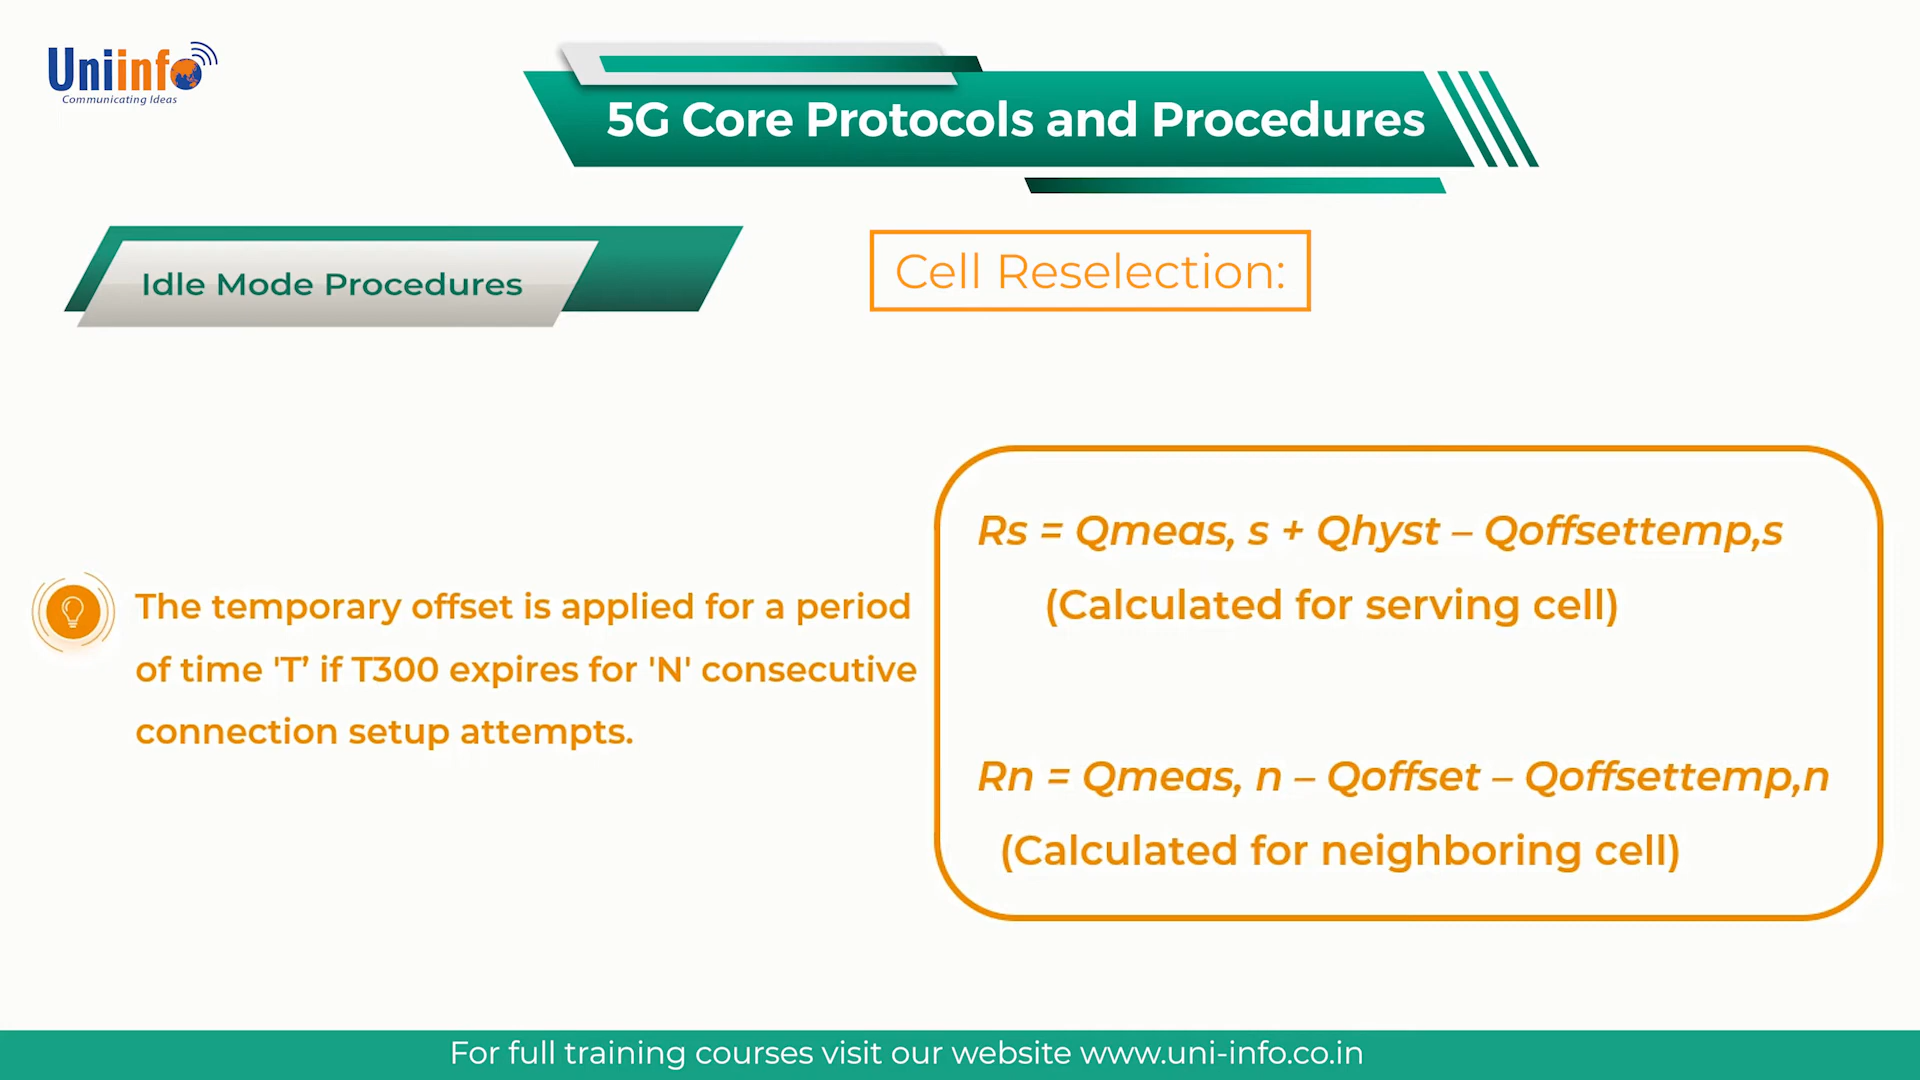 Uniinfo
Communicating Ideas
5G Core Protocols and Procedures
Idle Mode Procedures
Cell Reselection:
The temporary offset is applied for a period
of time 'T’ if T300 expires for 'N' consecutive
connection setup attempts.
Rs = Qmeas, s + Qhyst – Qoffsettemp,s
(Calculated for serving cell)
Rn = Qmeas, n – Qoffset – Qoffsettemp,n
(Calculated for neighboring cell)
For full training courses visit our website www.uni-info.co.in